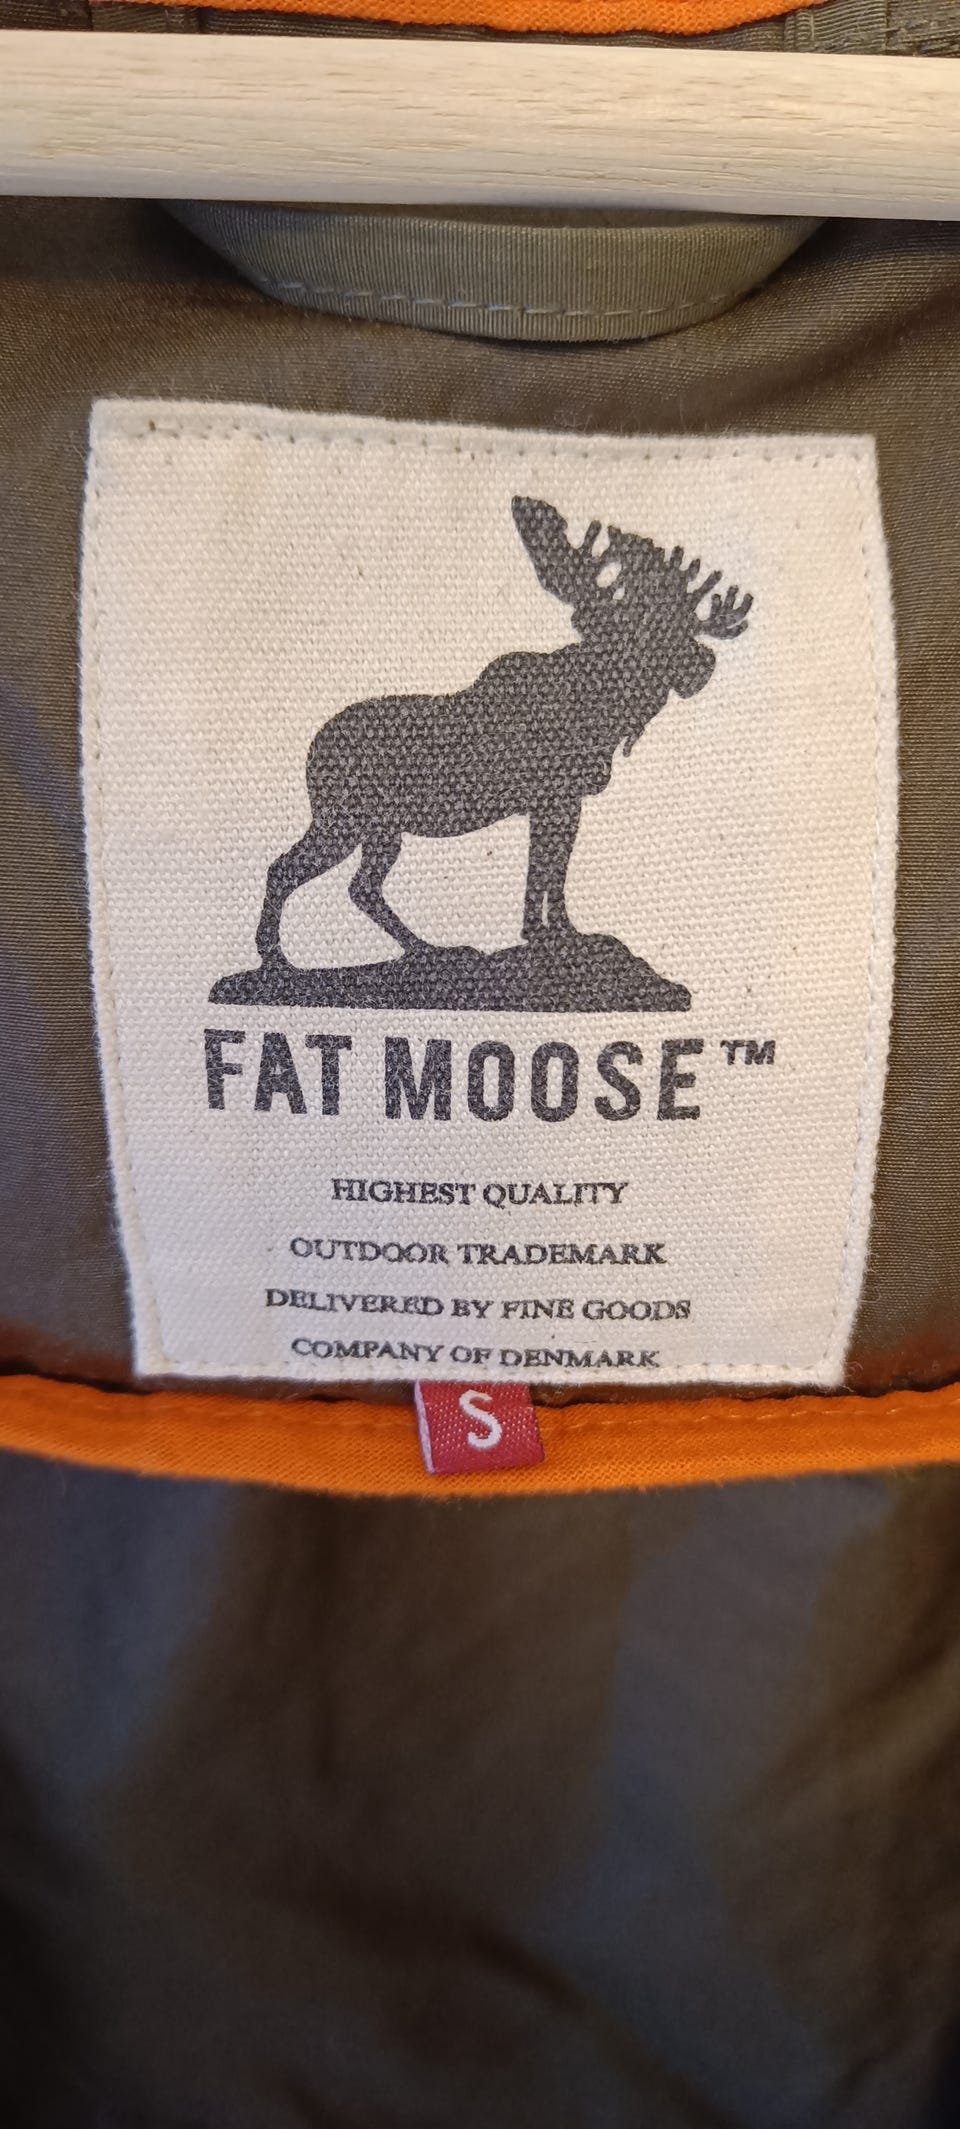 FAT MOOSE™
HIGHEST QUALITY
OUTDOOR TRADEMARK
DELIVERED BY FINE GOODS
COMPANY OF DENMARK
S